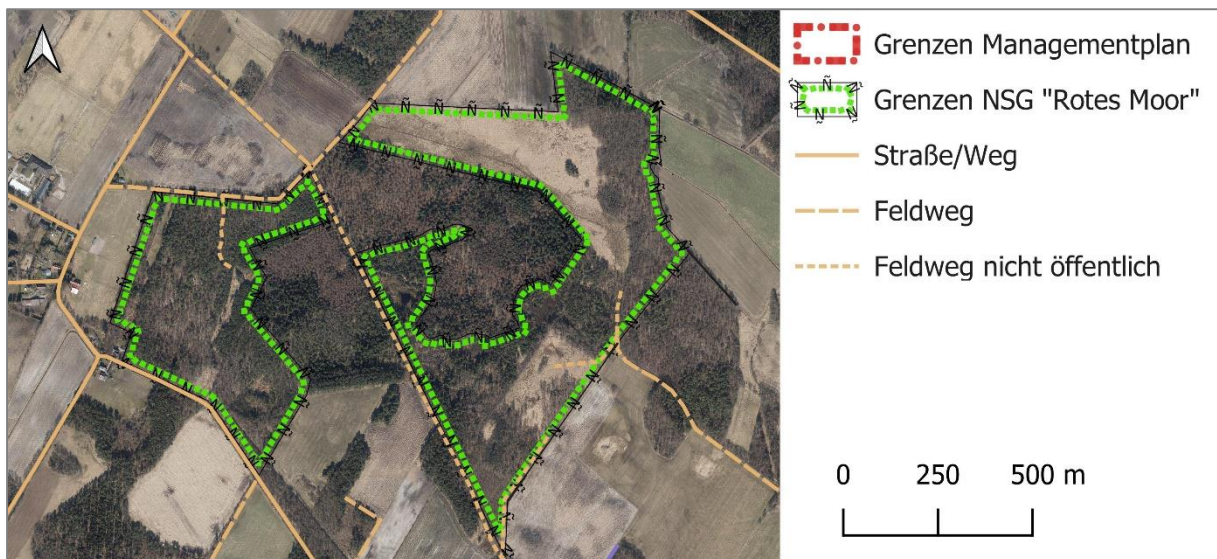 Grenzen Managementplan
Grenzen NSG "Rotes Moor"
Straße/Weg
Feldweg
Feldweg nicht öffentlich
0 250 500 m